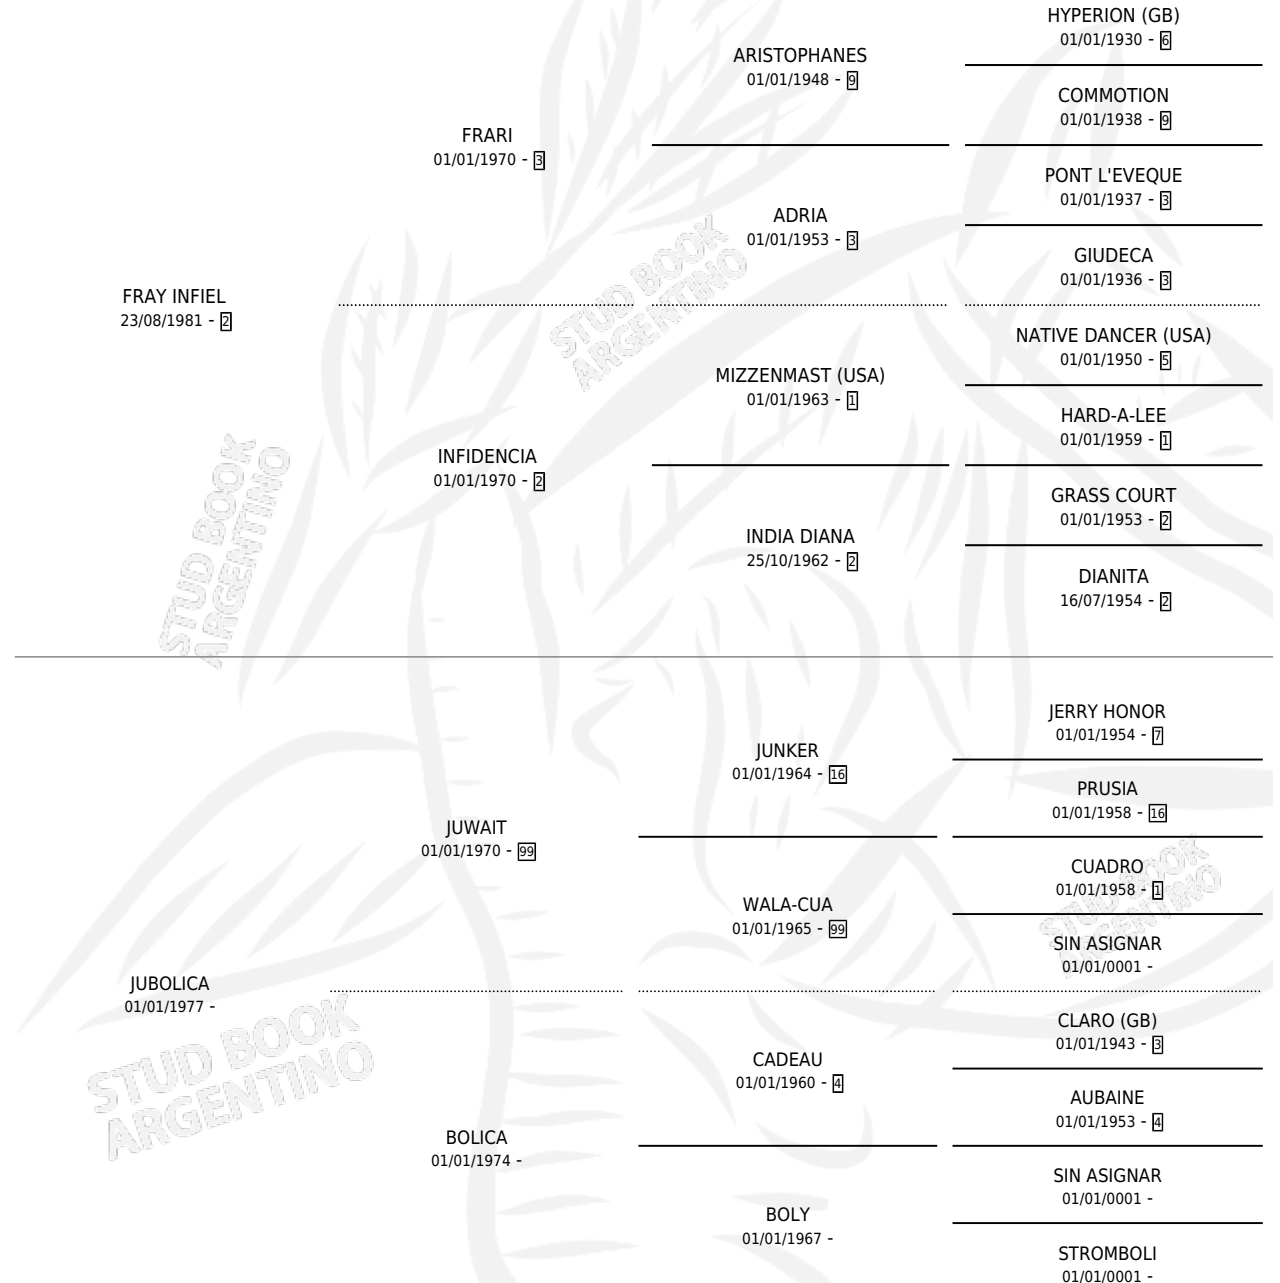 HYPERION (GB)
01/01/1930 - 6
ARISTOPHANES
01/01/1948 - 9
COMMOTION
01/01/1938 - 9
FRARI
01/01/1970 - 3
PONT L'EVEQUE
01/01/1937 - 3
ADRIA
01/01/1953 - 3
GIUDECA
01/01/1936 - 3
FRAY INFIEL
23/08/1981 - 2
NATIVE DANCER (USA)
01/01/1950 - 5
MIZZENMAST (USA)
01/01/1963 - 1
HARD-A-LEE
01/01/1959 - 1
INFIDENCIA
01/01/1970 - 2
GRASS COURT
01/01/1953 - 2
INDIA DIANA
25/10/1962 - 2
DIANITA
16/07/1954 - 2
JERRY HONOR
01/01/1954 - 7
JUNKER
01/01/1964 - 16
PRUSIA
01/01/1958 - 16
JUWAIT
01/01/1970 - 99
CUADRO
01/01/1958 - 1
WALA-CUA
01/01/1965 - 99
SIN ASIGNAR
01/01/0001 -
JUBOLICA
01/01/1977 -
CLARO (GB)
01/01/1943 - 3
CADEAU
01/01/1960 - 4
AUBAINE
01/01/1953 - 4
BOLICA
01/01/1974 -
SIN ASIGNAR
01/01/0001 -
BOLY
01/01/1967 -
STROMBOLI
01/01/0001 -
STUD BOOK
ARGENTINO
STUD BOOK
ARGENTINO
STUD BOOK
ARGENTINO
STUD BOOK
ARGENTINO